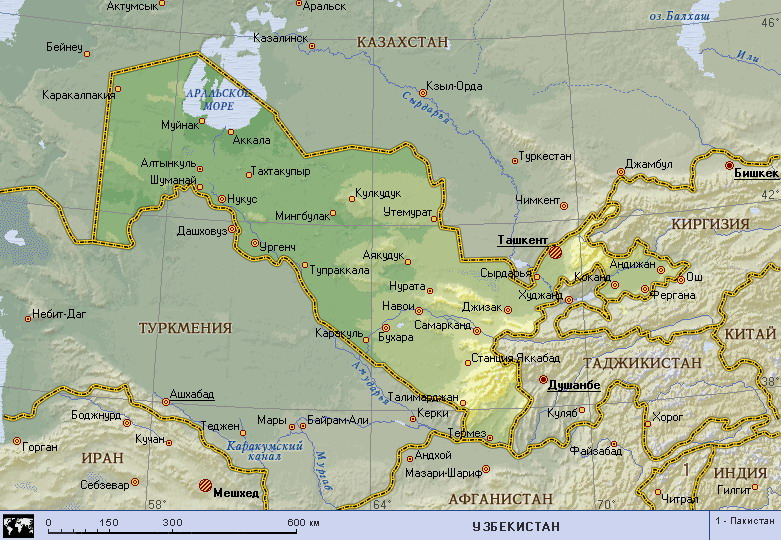 Актумсык
Аральск
оз.Балхаш
46°
Казалинск
КАЗАХСТАН
Бейнеу
Или
Каракалпакия
АРАЛЬСКОЕ
МОРЕ
Кзыл-Орда
Сырдарья
Муйнак
Аккала
Туркестан
Джамбул
Бишкек
Алтынкуль
Тахтакупыр
Шуманай
Нукус
Кулкудук
Чимкент
42°
Мингбулак
Утемурат
КИРГИЗИЯ
Дашховуз
Ургенч
Ташкент
Аякудук
Тупраккала
Сырдарья
Коканд
Андижан
Ош
Нурата
Худжанд
Фергана
Небит-Даг
ТУРКМЕНИЯ
Навои
Джизак
Каракуль
Бухара
Самарканд
КИТАЙ
Станция Яккабад
ТАДЖИКИСТАН
Амударья
Душанбе
38°
Ашхабад
Талимарджан
Боджнурд
Теджен
Мары
Байрам-Али
Керки
Куляб
Хорог
Горган
Кучан
Каракумский
канал
Термез
Файзабад
ИРАН
Мургаб
Андхой
Мазари-Шариф
1
ИНДИЯ
Себзевар
Мешхед
58°
64°
АФГАНИСТАН
70°
Читрал
Гилгит
0 150 300 600 км
УЗБЕКИСТАН
1 - Пакистан